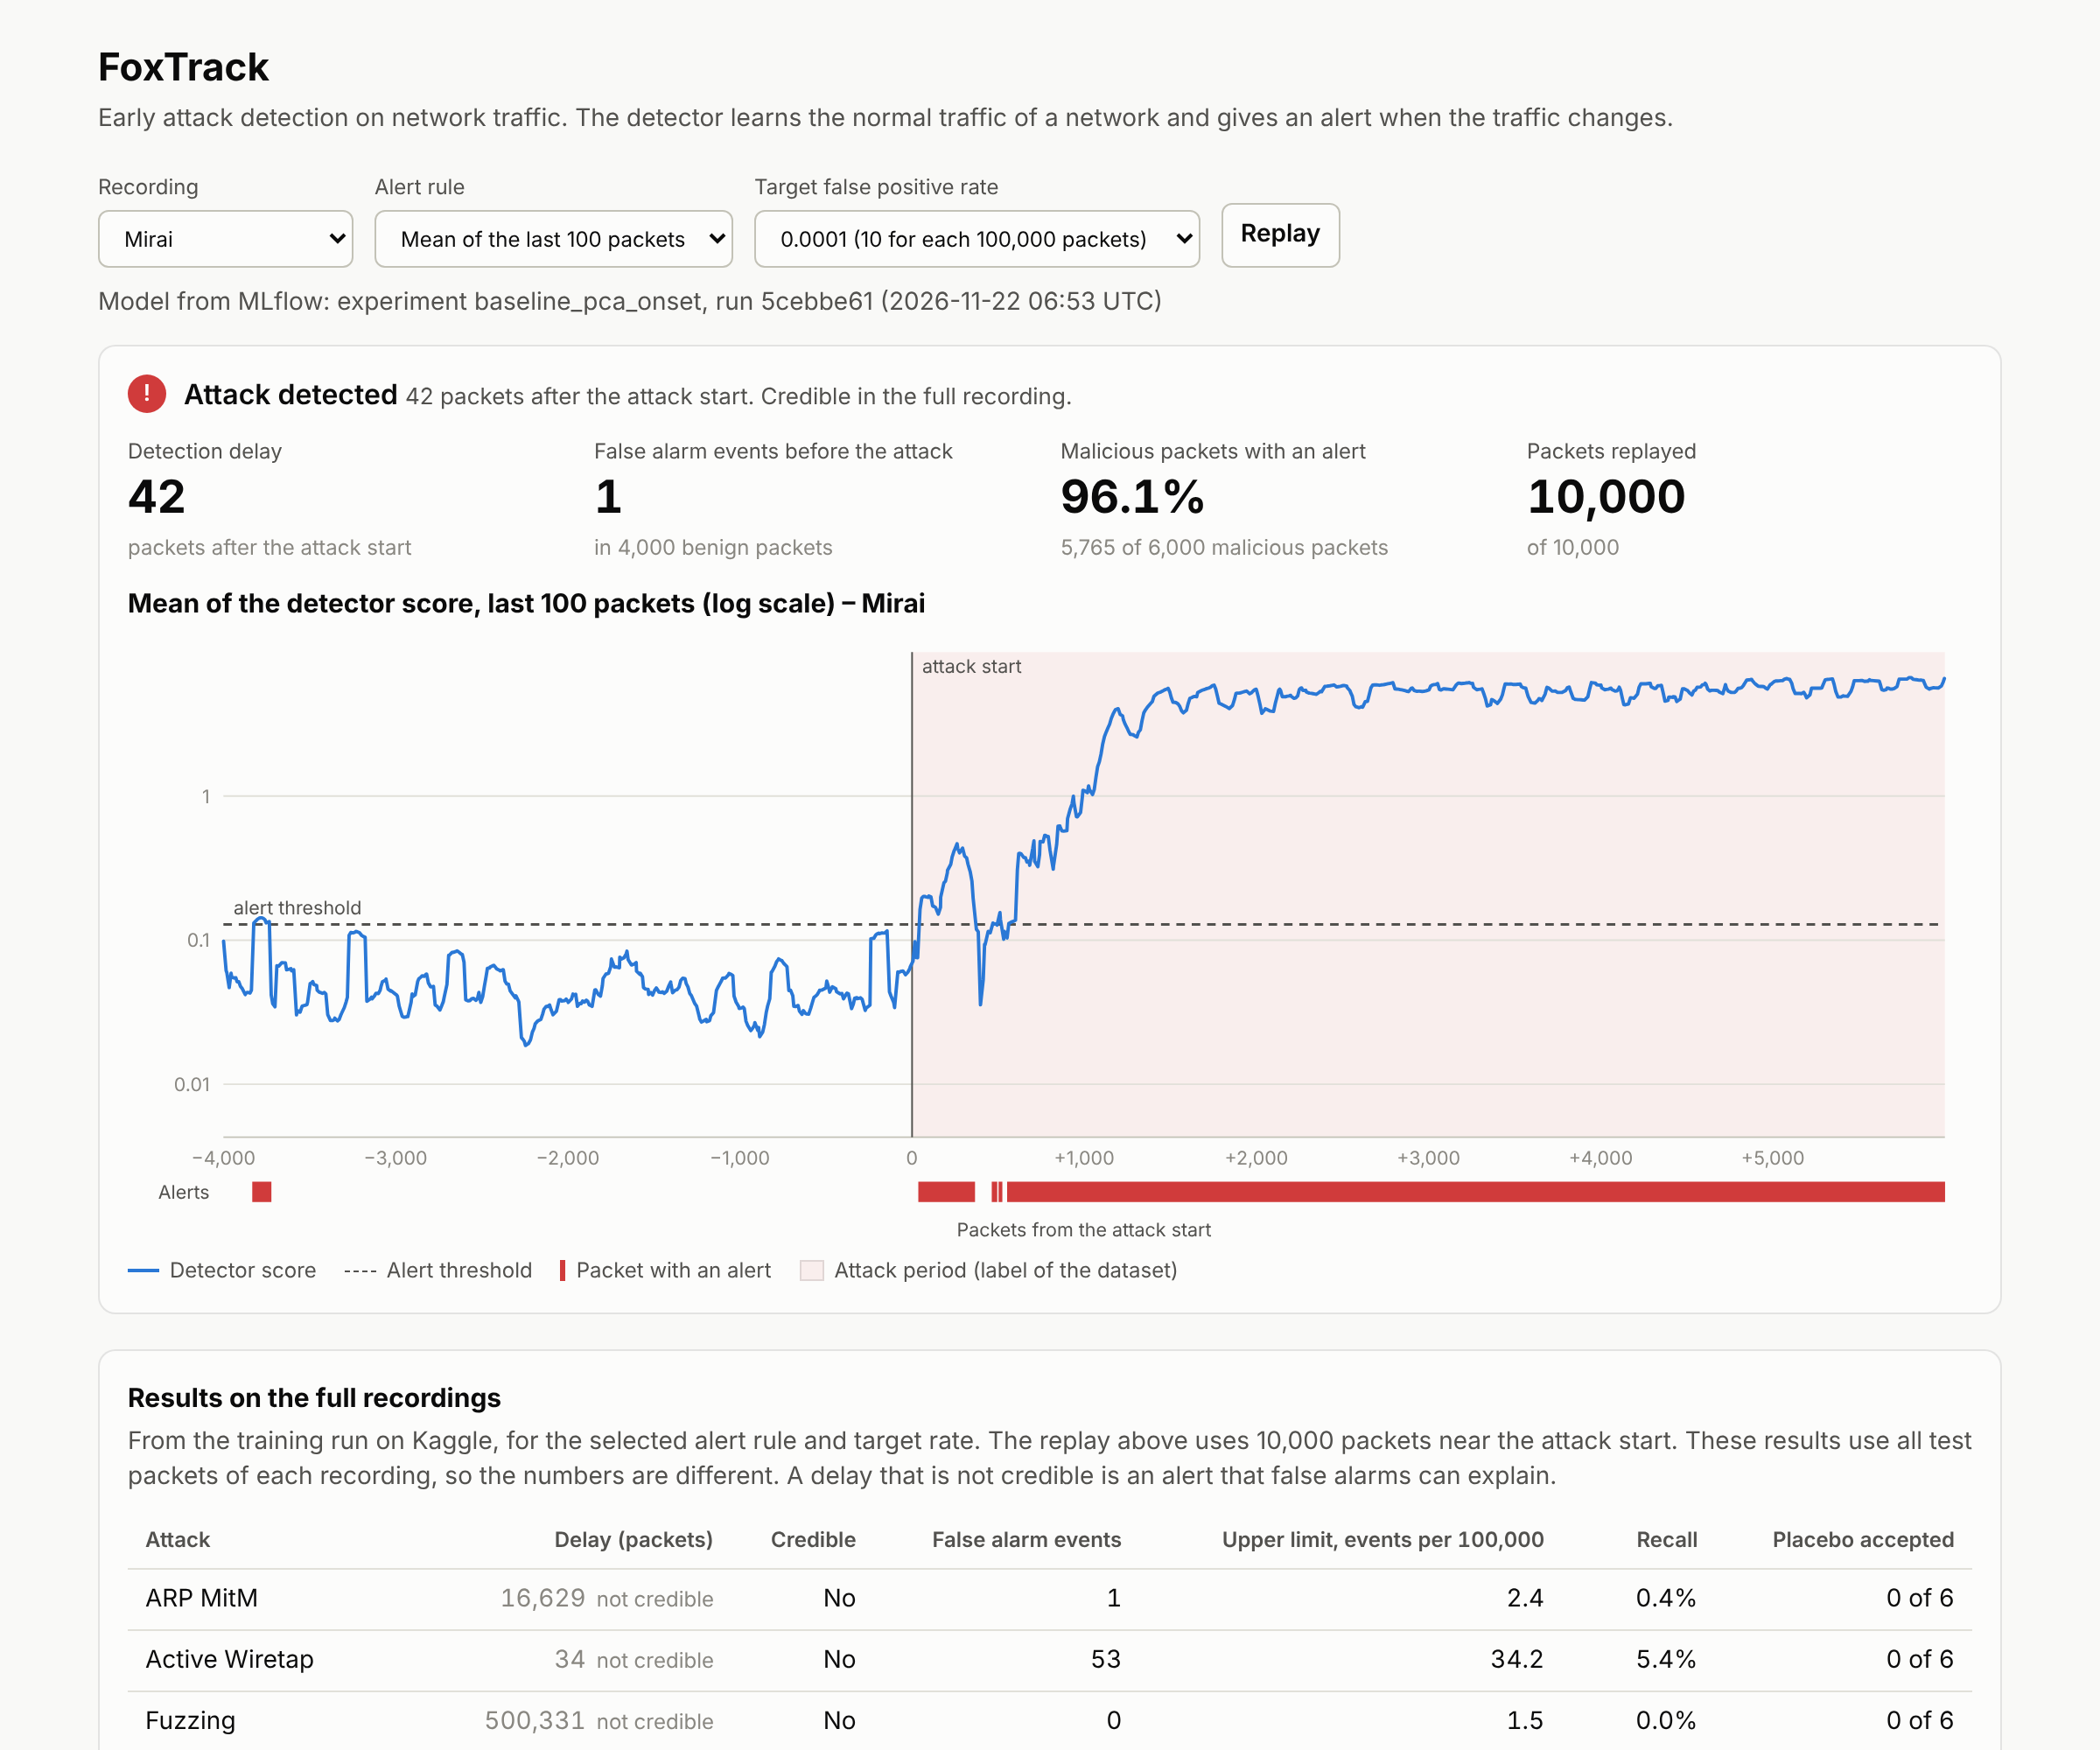 FoxTrack
Early attack detection on network traffic. The detector learns the normal traffic of a network and gives an alert when the traffic changes.
Recording Alert rule Target false positive rate
Mirai Mean of the last 100 packets 0.0001 (10 for each 100,000 packets) Replay
Model from MLflow: experiment baseline_pca_onset, run 5cebbe61 (2026-11-22 06:53 UTC)
! Attack detected 42 packets after the attack start. Credible in the full recording.
Detection delay False alarm events before the attack Malicious packets with an alert Packets replayed
42 1 96.1% 10,000
packets after the attack start in 4,000 benign packets 5,765 of 6,000 malicious packets of 10,000
Mean of the detector score, last 100 packets (log scale) – Mirai
attack start
1
alert threshold
0.1
0.01
−4,000 −3,000 −2,000 −1,000 0 +1,000 +2,000 +3,000 +4,000 +5,000
Alerts
Packets from the attack start
Detector score Alert threshold Packet with an alert Attack period (label of the dataset)
Results on the full recordings
From the training run on Kaggle, for the selected alert rule and target rate. The replay above uses 10,000 packets near the attack start. These results use all test
packets of each recording, so the numbers are different. A delay that is not credible is an alert that false alarms can explain.
Attack Delay (packets) Credible False alarm events Upper limit, events per 100,000 Recall Placebo accepted
ARP MitM 16,629 not credible No 1 2.4 0.4% 0 of 6
Active Wiretap 34 not credible No 53 34.2 5.4% 0 of 6
Fuzzing 500,331 not credible No 0 1.5 0.0% 0 of 6